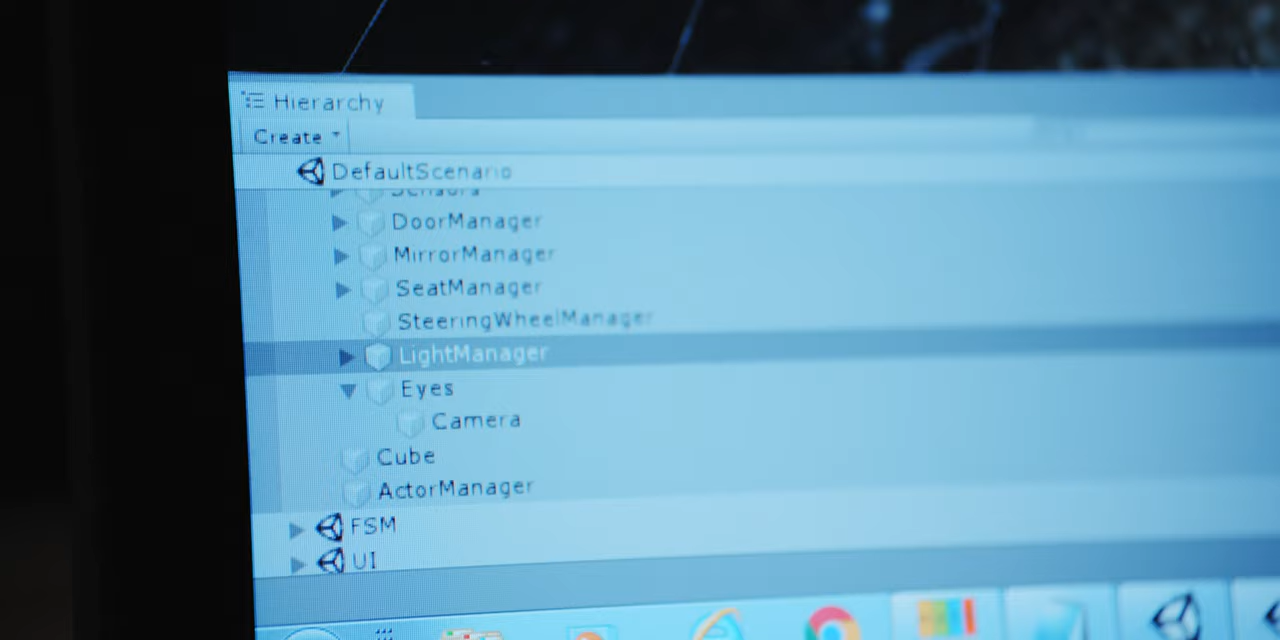 Hierarchy
Create
DefaultScenario
DoorManager
MirrorManager
SeatManager
SteeringWheelManager
LightManager
Eyes
Camera
Cube
ActorManager
FSM
UI